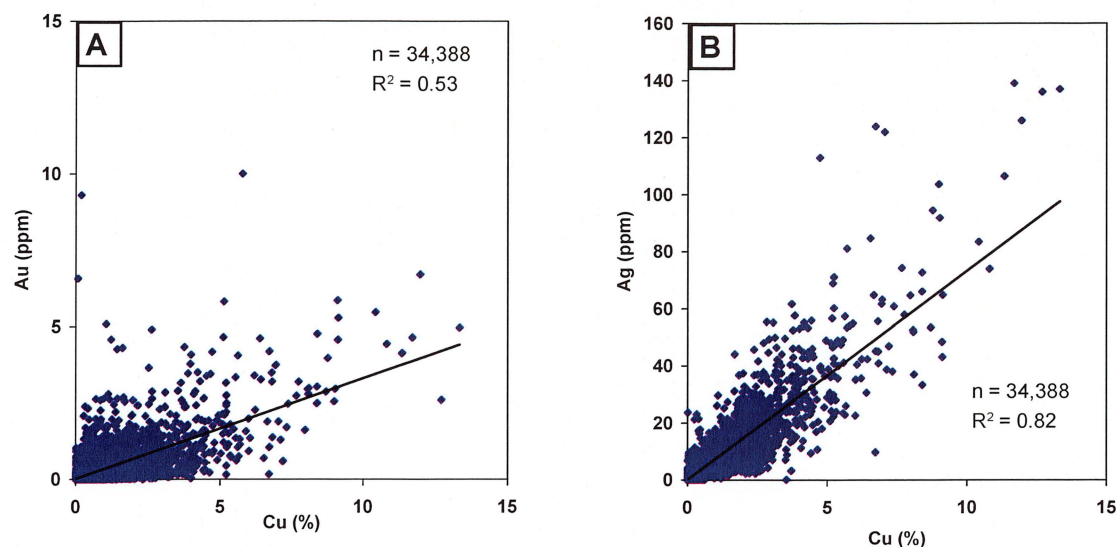 A
n = 34,388
R² = 0.53
15
10
5
0
Au (ppm)
0 5 10 15
Cu (%)
B
160
140
120
100
80
60
40
20
0
Ag (ppm)
n = 34,388
R² = 0.82
0 5 10 15
Cu (%)